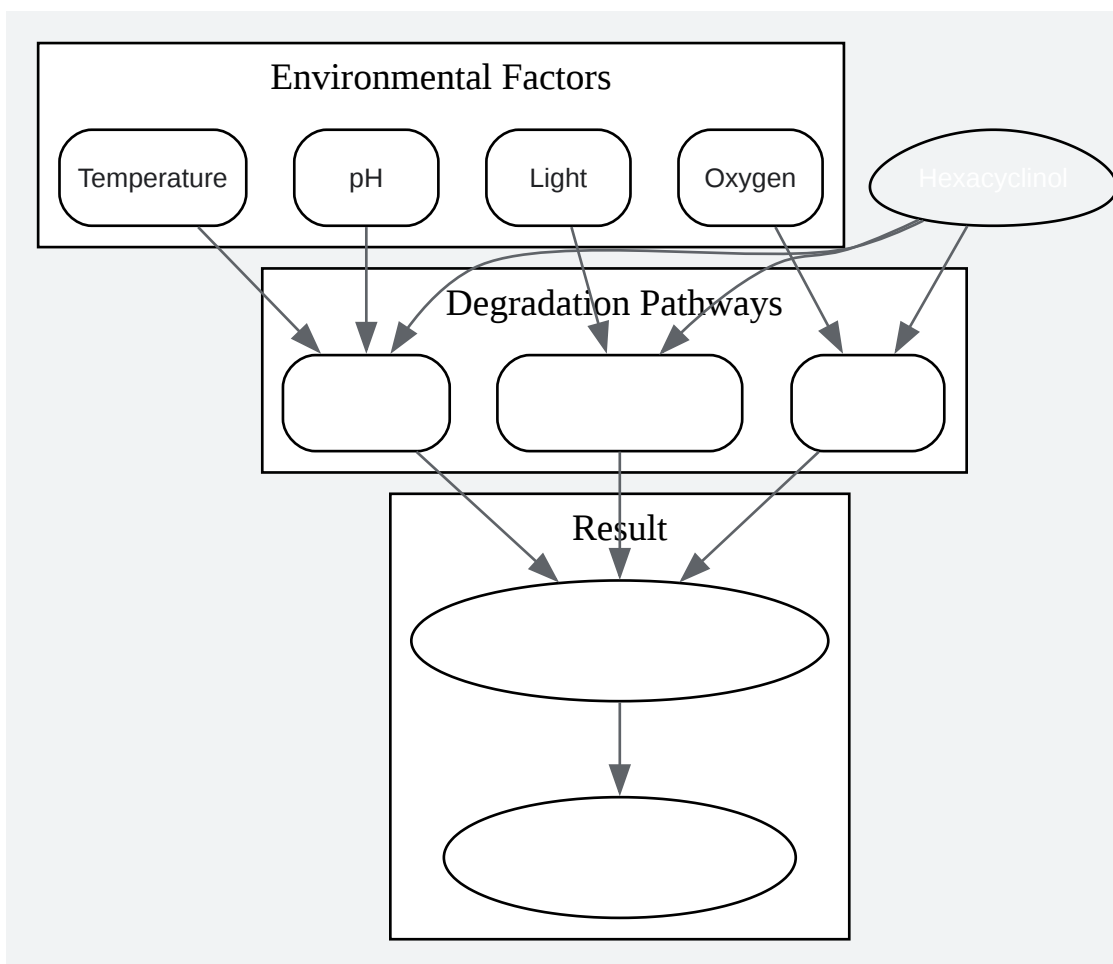 Environmental Factors
Temperature
pH
Light
Oxygen
Hexacyclinol
Degradation Pathways
Result